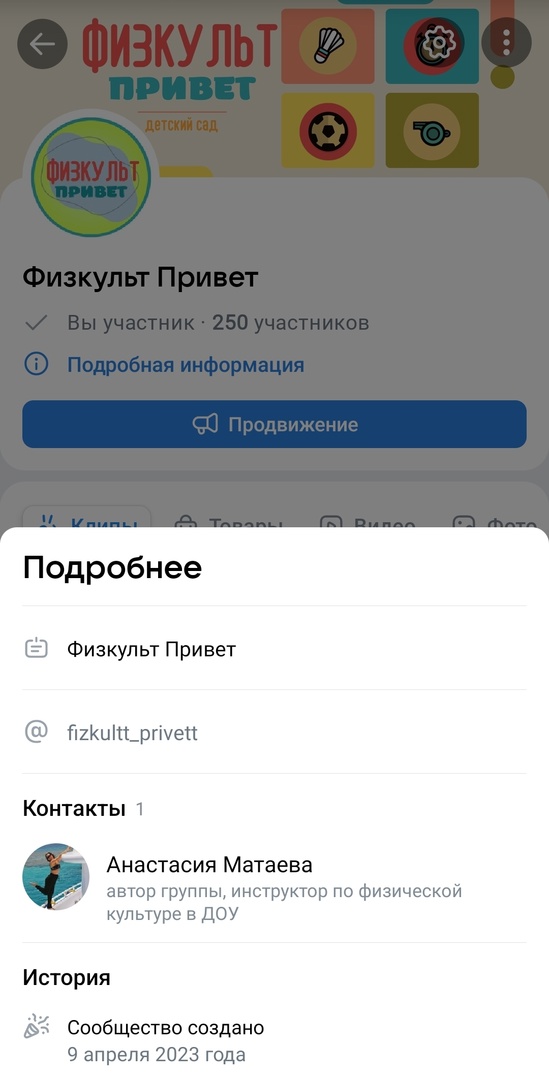 ФИЗКУЛЬТ
ПРИВЕТ
детский сад
ФИЗКУЛЬТ
ПРИВЕТ
Физкульт Привет
Вы участник · 250 участников
Подробная информация
Продвижение
Клипы Товары Видео Фото
Подробнее
Физкульт Привет
fizkultt_privett
Контакты 1
Анастасия Матаева
автор группы, инструктор по физической
культуре в ДОУ
История
Сообщество создано
9 апреля 2023 года